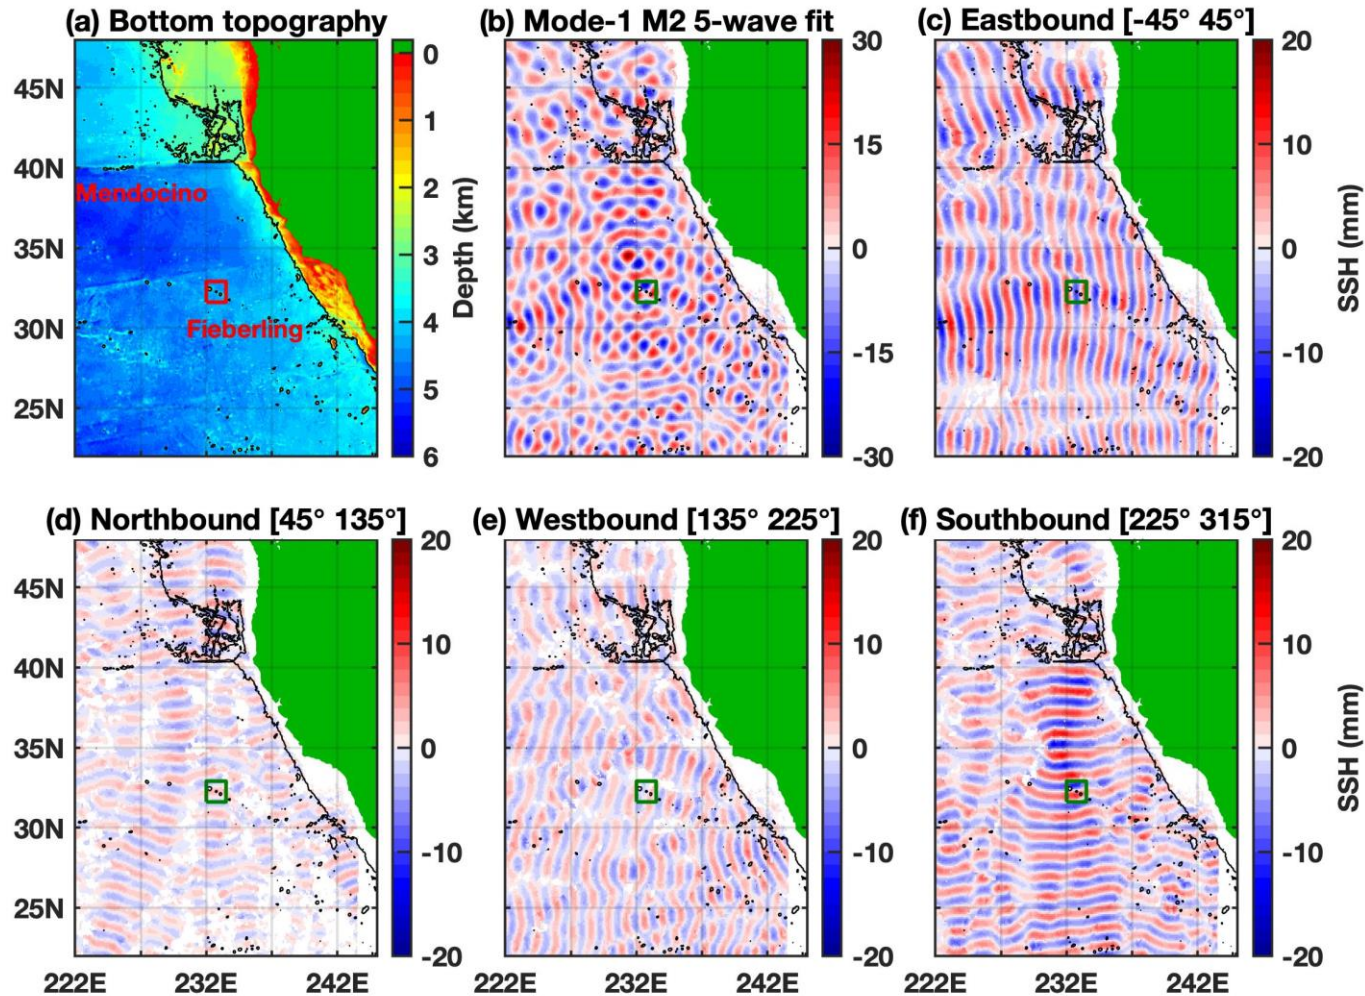 (a) Bottom topography
45N
40N
35N
30N
25N
Mendocino
Fieberling
0
1
2
3
4
5
6
Depth (km)
(b) Mode-1 M2 5-wave fit
30
15
0
-15
-30
(c) Eastbound [-45° 45°]
20
10
0
-10
-20
SSH (mm)
(d) Northbound [45° 135°]
45N
40N
35N
30N
25N
222E
232E
242E
20
10
0
-10
-20
(e) Westbound [135° 225°]
222E
232E
242E
20
10
0
-10
-20
(f) Southbound [225° 315°]
222E
232E
242E
20
10
0
-10
-20
SSH (mm)